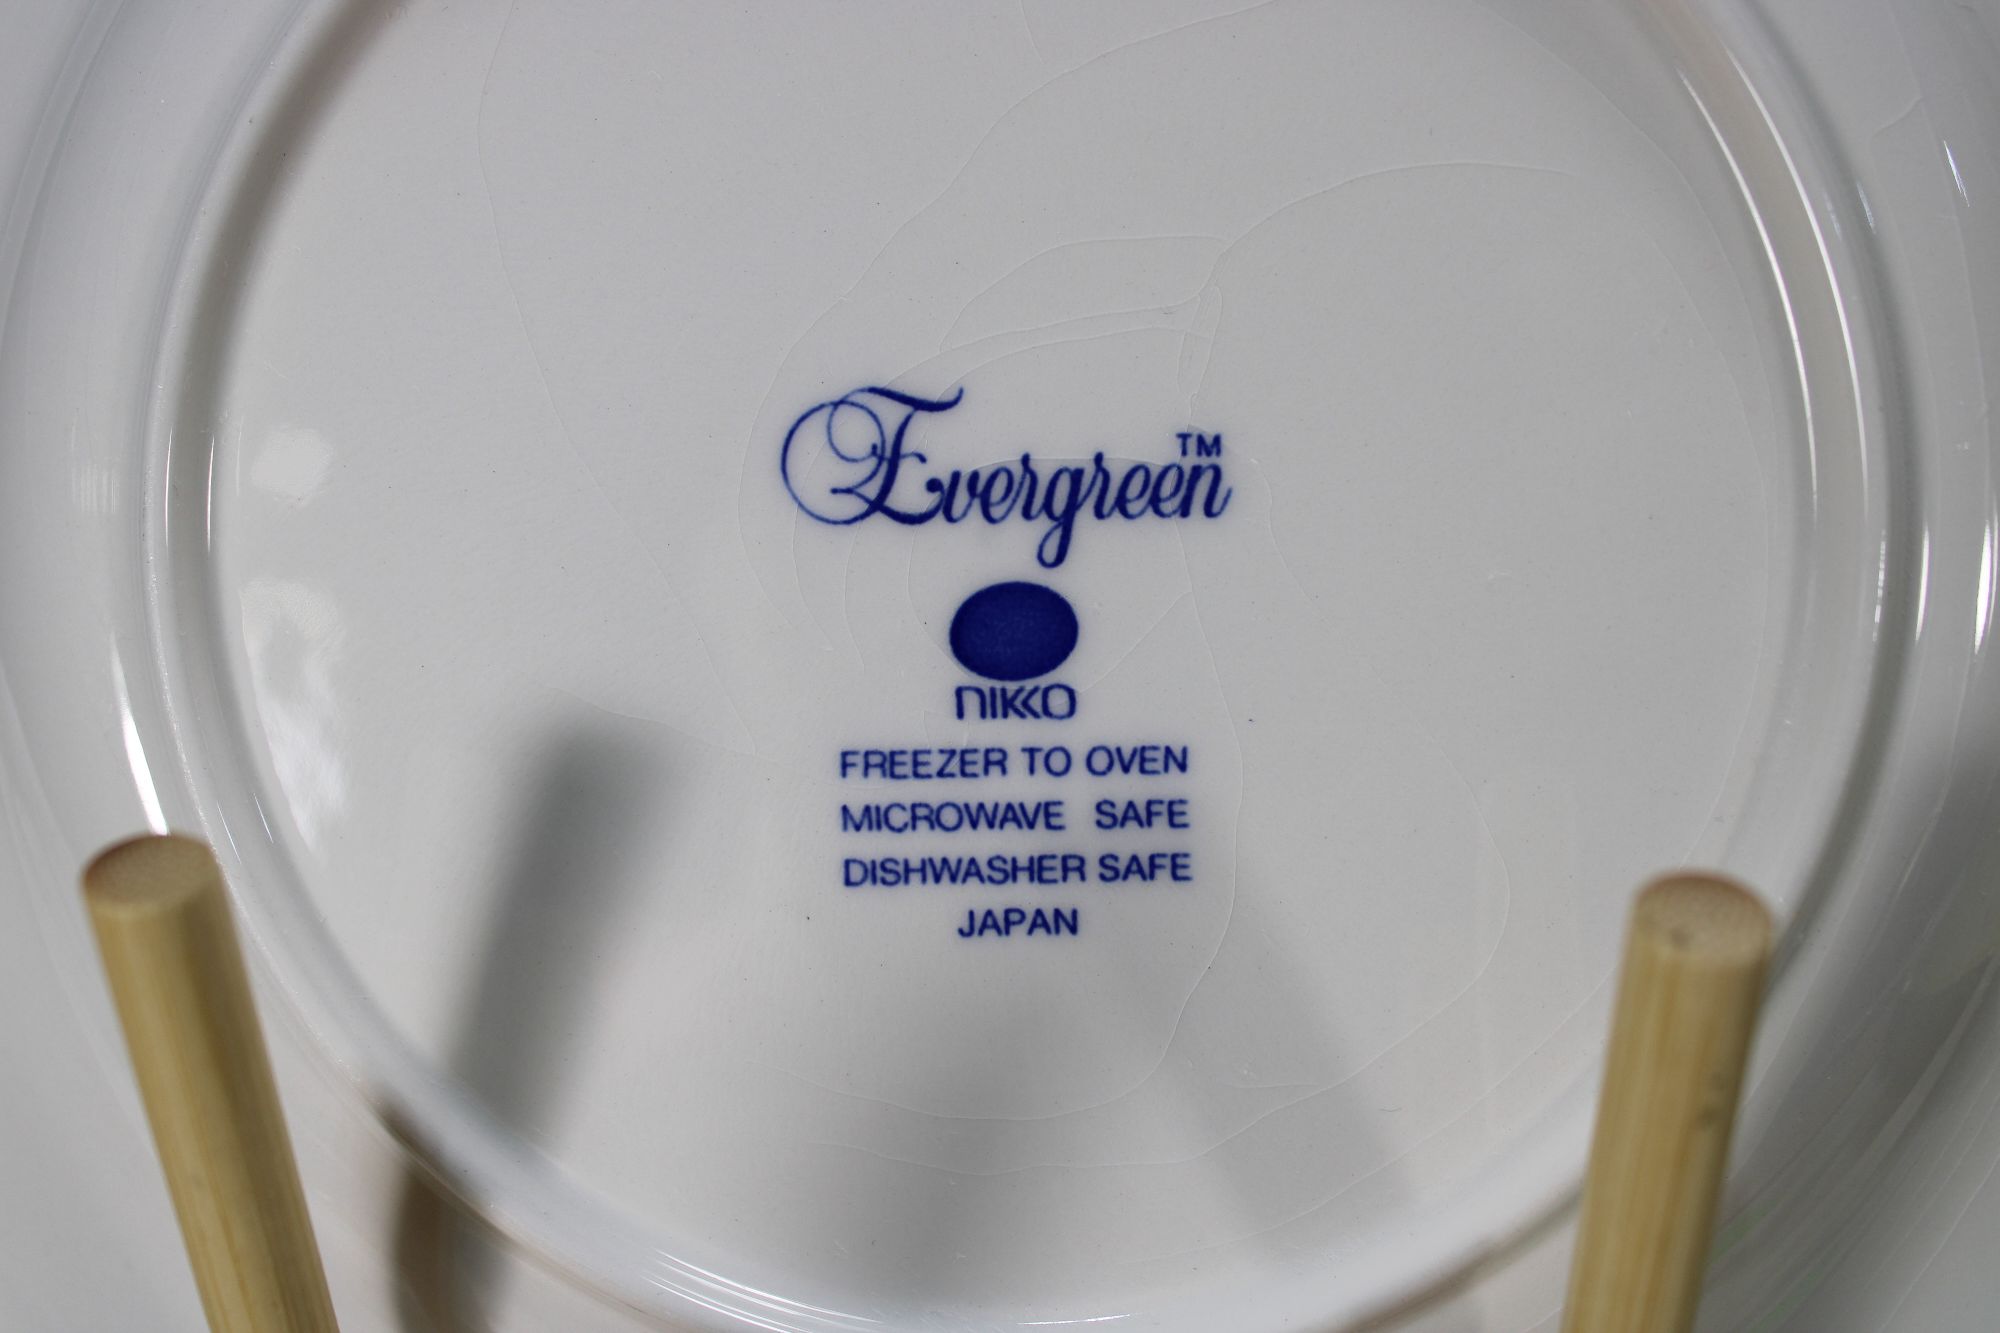 Evergreen™
NIKKO
FREEZER TO OVEN
MICROWAVE SAFE
DISHWASHER SAFE
JAPAN